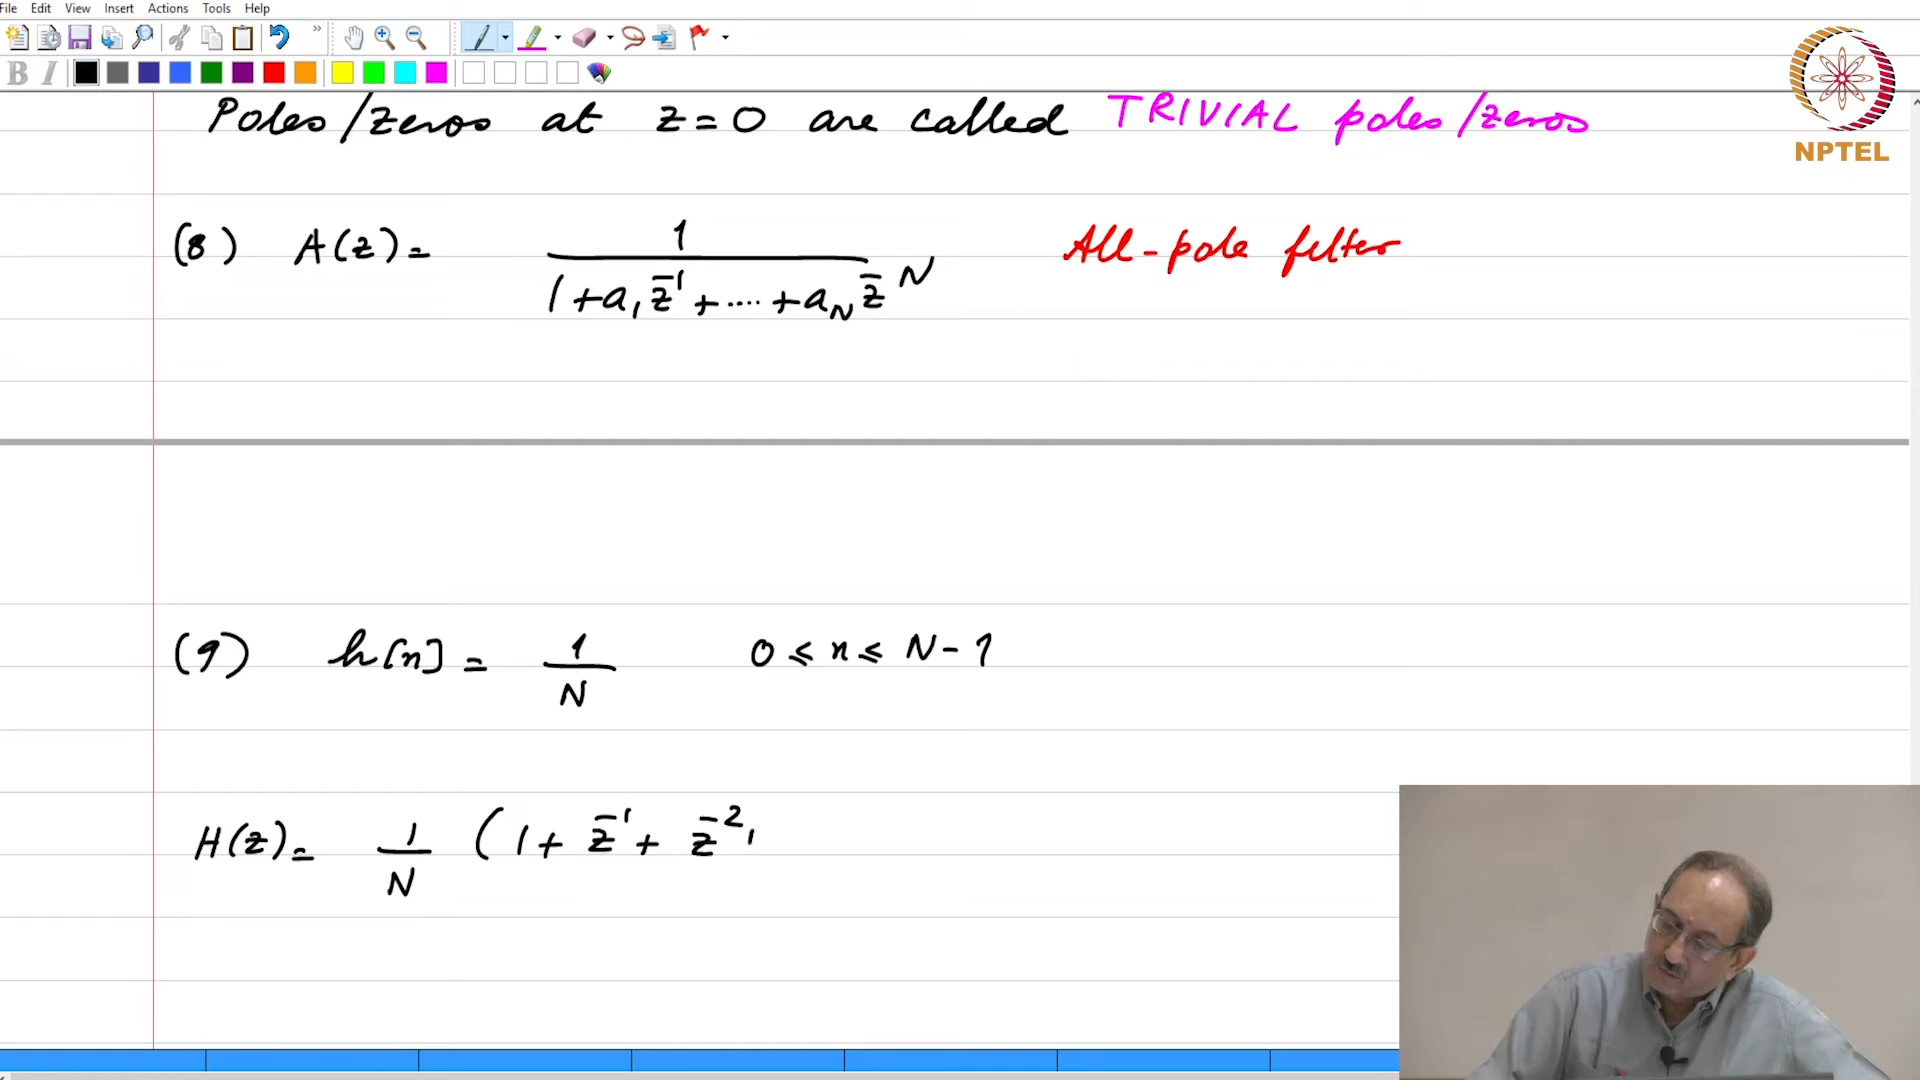 File Edit View Insert Actions Tools Help
B I
NPTEL
Poles/zeros at z=0 are called TRIVIAL poles/zeros
(8) A(z)= 1 / (1+a₁z⁻¹+....+a_N z⁻ᴺ) All-pole filter
(9) h[n] = 1/N 0 ≤ n ≤ N-1
H(z)= 1/N (1+ z⁻¹+ z⁻²